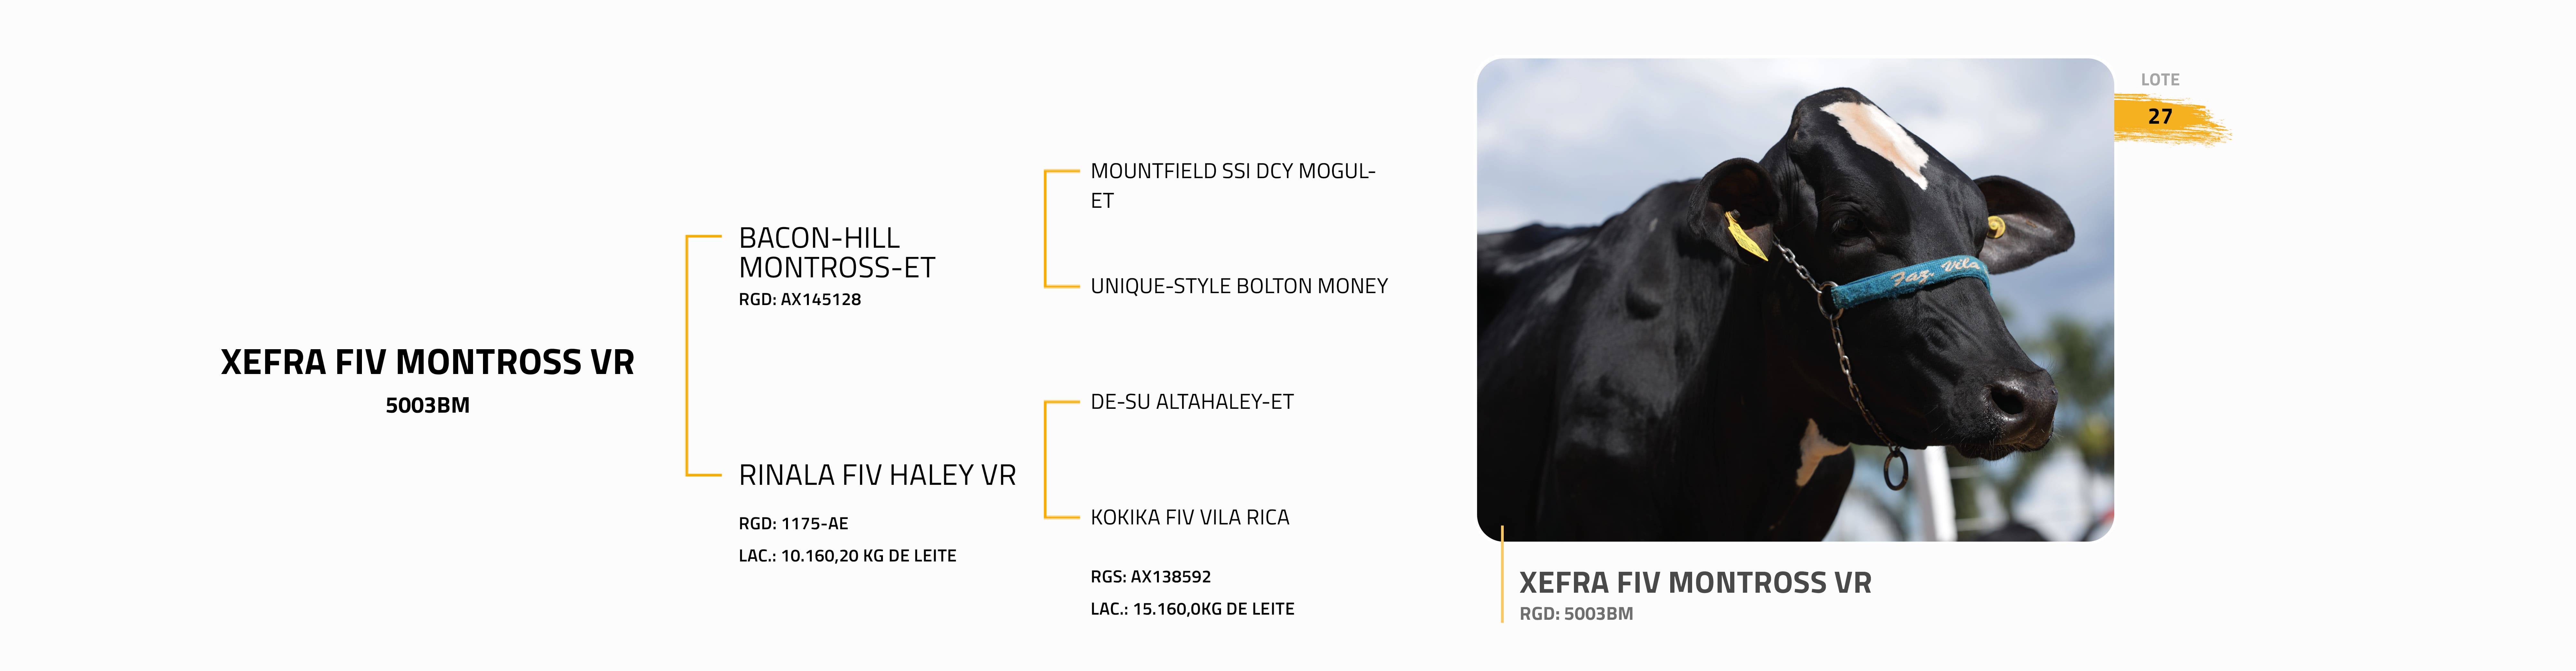 XEFRA FIV MONTROSS VR
5003BM
BACON-HILL
MONTROSS-ET
RGD: AX145128
RINALA FIV HALEY VR
RGD: 1175-AE
LAC.: 10.160,20 KG DE LEITE
MOUNTFIELD SSI DCY MOGUL-
ET
UNIQUE-STYLE BOLTON MONEY
DE-SU ALTAHALEY-ET
KOKIKA FIV VILA RICA
RGS: AX138592
LAC.: 15.160,0KG DE LEITE
Faz. Vila
LOTE
27
XEFRA FIV MONTROSS VR
RGD: 5003BM